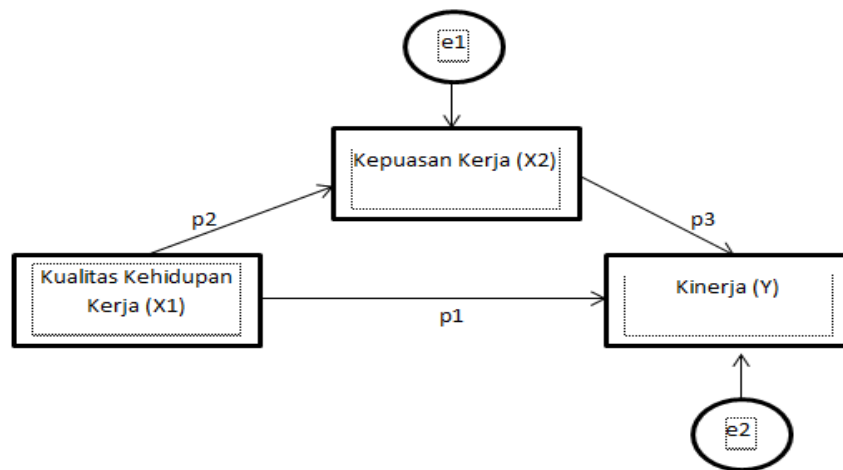 e1
Kepuasan Kerja (X2)
p2
p3
Kualitas Kehidupan
Kerja (X1)
Kinerja (Y)
p1
e2